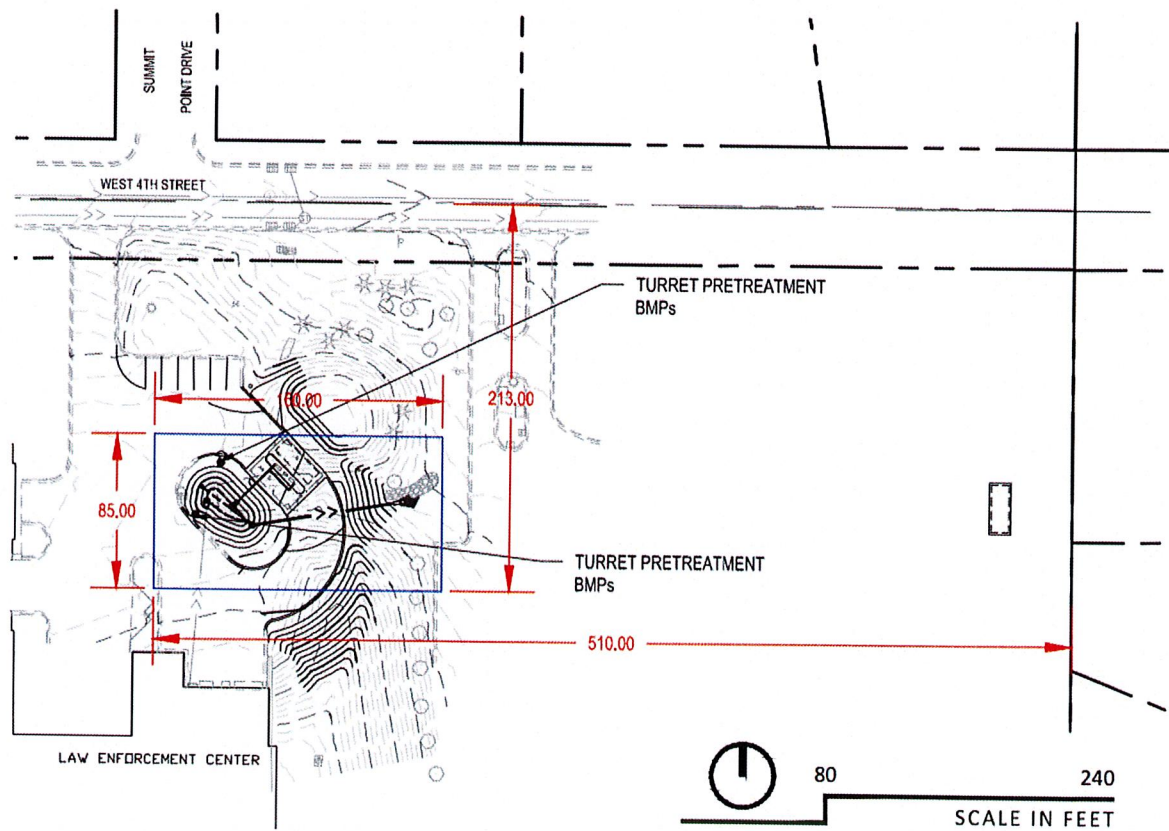 SUMMIT
POINT DRIVE
WEST 4TH STREET
TURRET PRETREATMENT
BMPs
160.00
213.00
85.00
TURRET PRETREATMENT
BMPs
510.00
LAW ENFORCEMENT CENTER
80
240
SCALE IN FEET